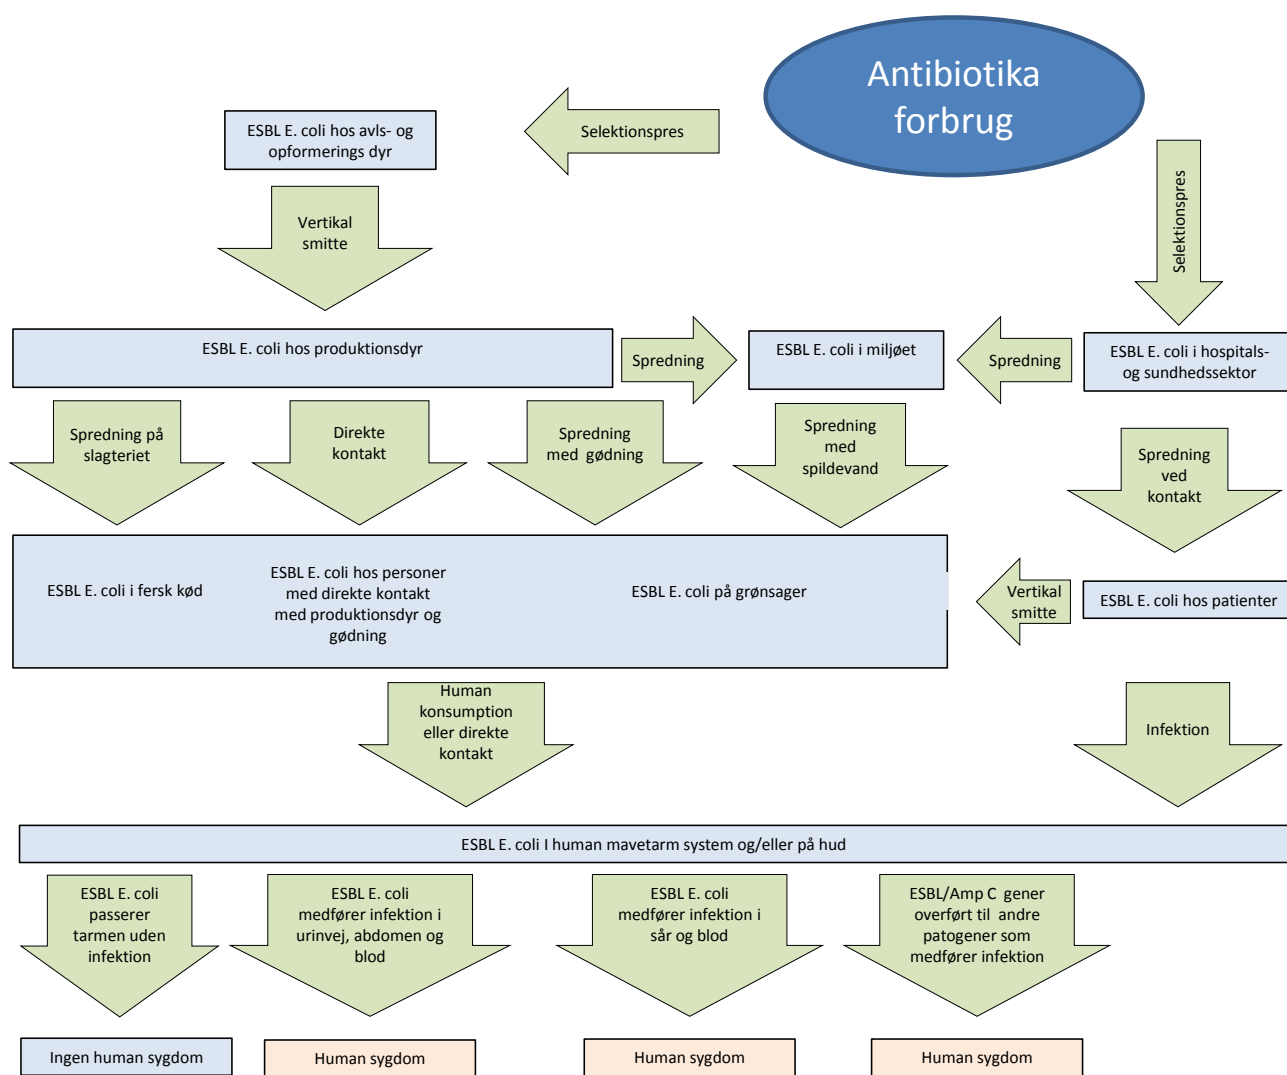 Antibiotika
forbrug
Selektionspres
ESBL E. coli hos avls- og
opformerings dyr
Selektionspres
Vertikal
smitte
ESBL E. coli hos produktionsdyr
Spredning
ESBL E. coli i miljøet
Spredning
ESBL E. coli i hospitals-
og sundhedssektor
Spredning på
slagteriet
Direkte
kontakt
Spredning
med gødning
Spredning
med
spildevand
Spredning
ved
kontakt
ESBL E. coli i fersk kød
ESBL E. coli hos personer
med direkte kontakt
med produktionsdyr og
gødning
ESBL E. coli på grønsager
Vertikal
smitte
ESBL E. coli hos patienter
Human
konsumption
eller direkte
kontakt
Infektion
ESBL E. coli I human mavetarm system og/eller på hud
ESBL E. coli
passerer
tarmen uden
infektion
ESBL E. coli
medfører infektion i
urinvej, abdomen og
blod
ESBL E. coli
medfører infektion i
sår og blod
ESBL/Amp C gener
overført til andre
patogener som
medfører infektion
Ingen human sygdom
Human sygdom
Human sygdom
Human sygdom